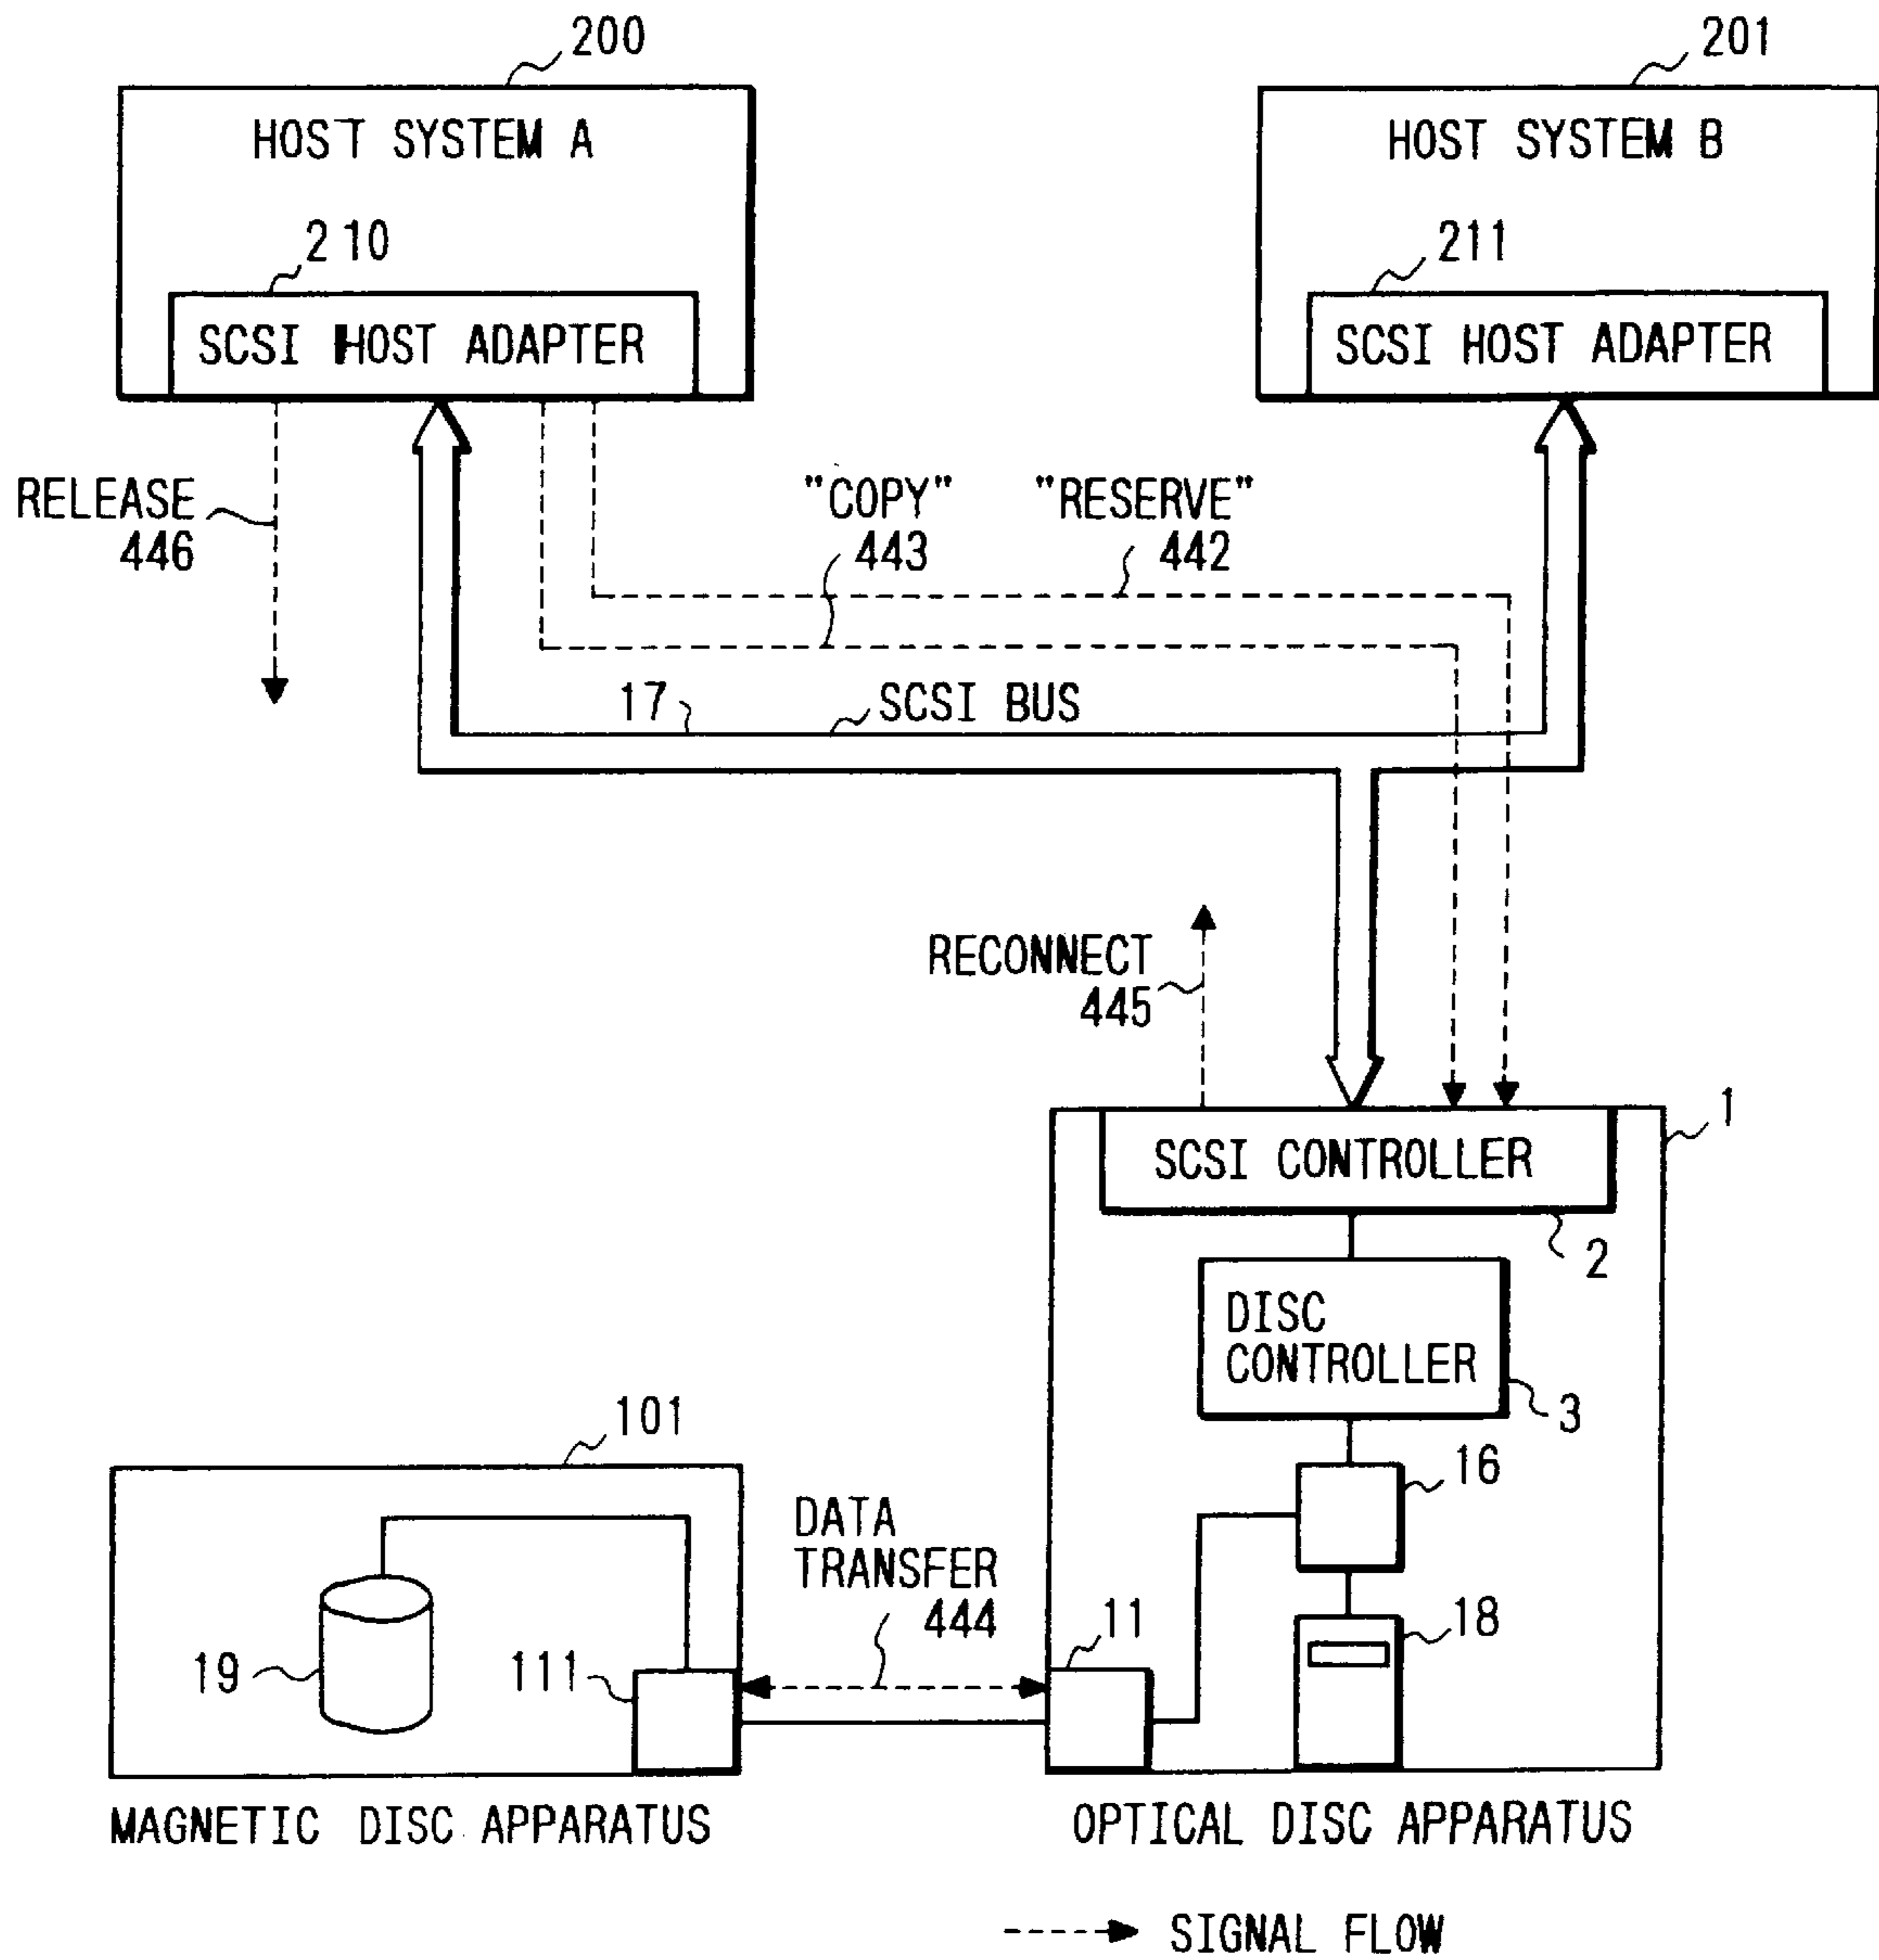 200
201
HOST SYSTEM A
HOST SYSTEM B
210
211
SCSI HOST ADAPTER
SCSI HOST ADAPTER
RELEASE
446
"COPY"
443
"RESERVE"
442
17
SCSI BUS
RECONNECT
445
1
SCSI CONTROLLER
2
DISC
CONTROLLER
3
101
16
DATA
TRANSFER
444
11
18
19
111
MAGNETIC DISC APPARATUS
OPTICAL DISC APPARATUS
SIGNAL FLOW